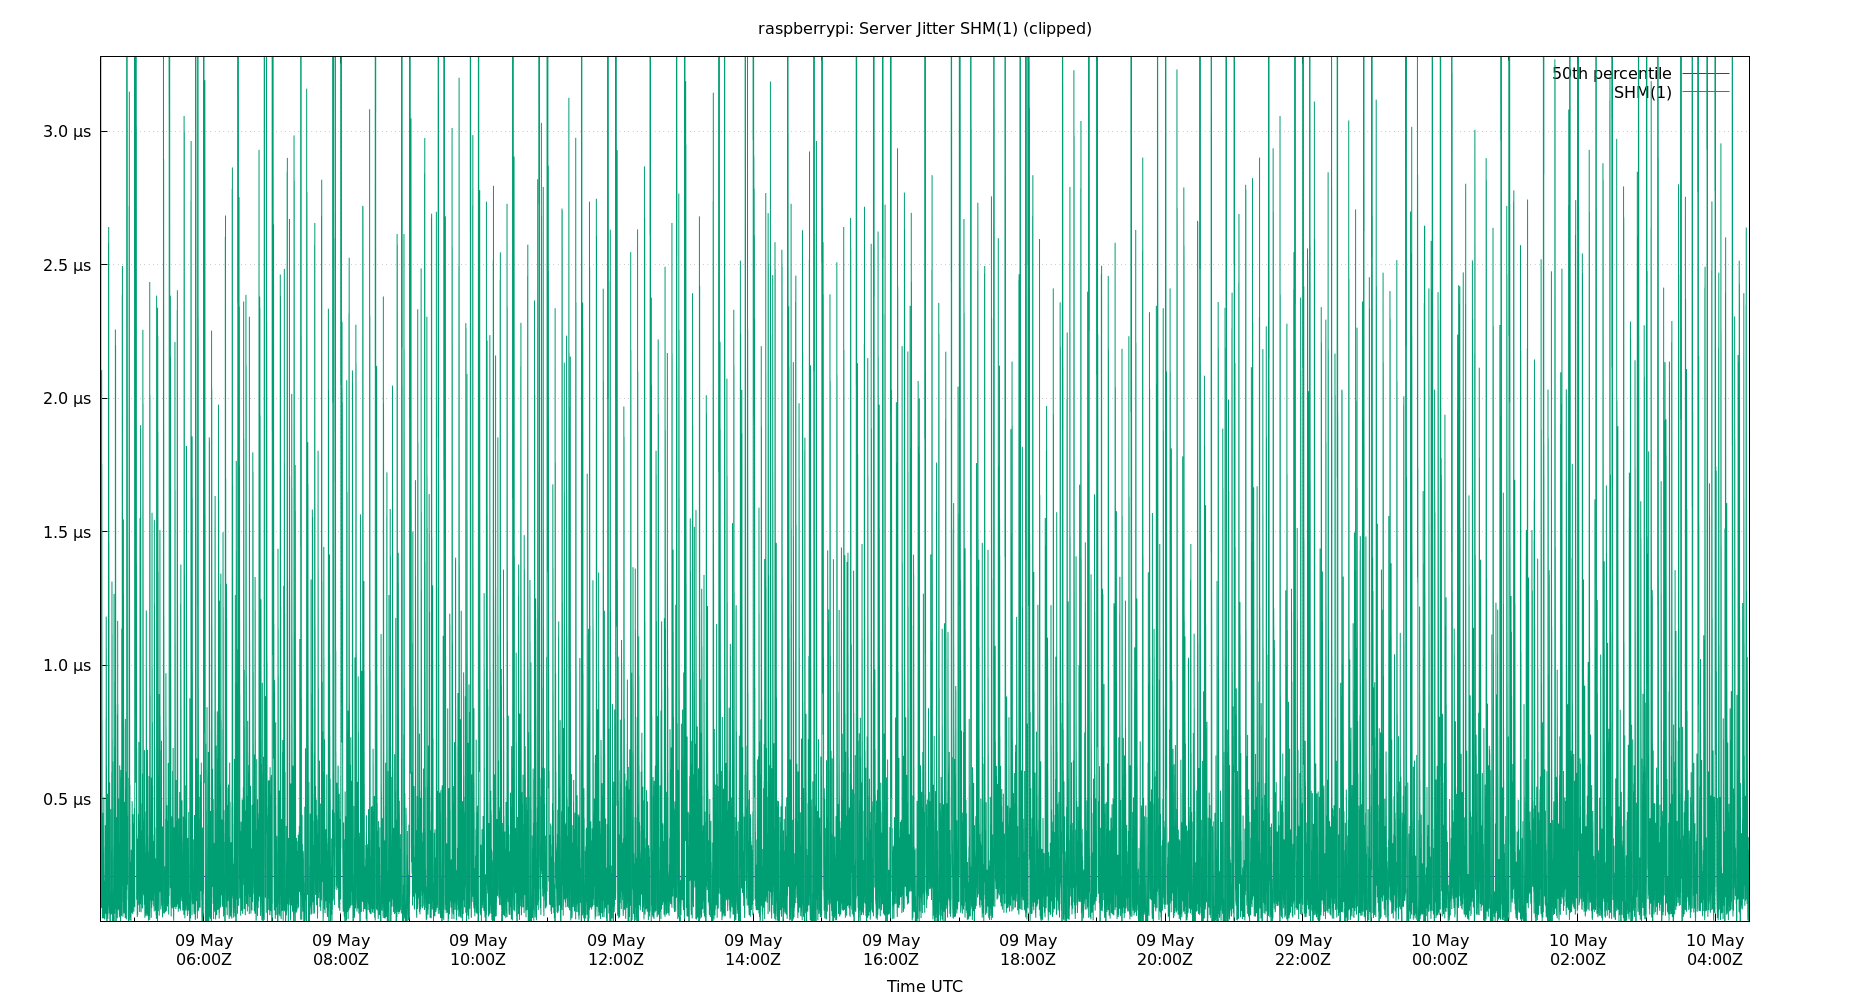 raspberrypi: Server Jitter SHM(1) (clipped)
50th percentile
SHM(1)
3.0 µs
2.5 µs
2.0 µs
1.5 µs
1.0 µs
0.5 µs
09 May 09 May 09 May 09 May 09 May 09 May 09 May 09 May 09 May 10 May 10 May 10 May
06:00Z 08:00Z 10:00Z 12:00Z 14:00Z 16:00Z 18:00Z 20:00Z 22:00Z 00:00Z 02:00Z 04:00Z
Time UTC